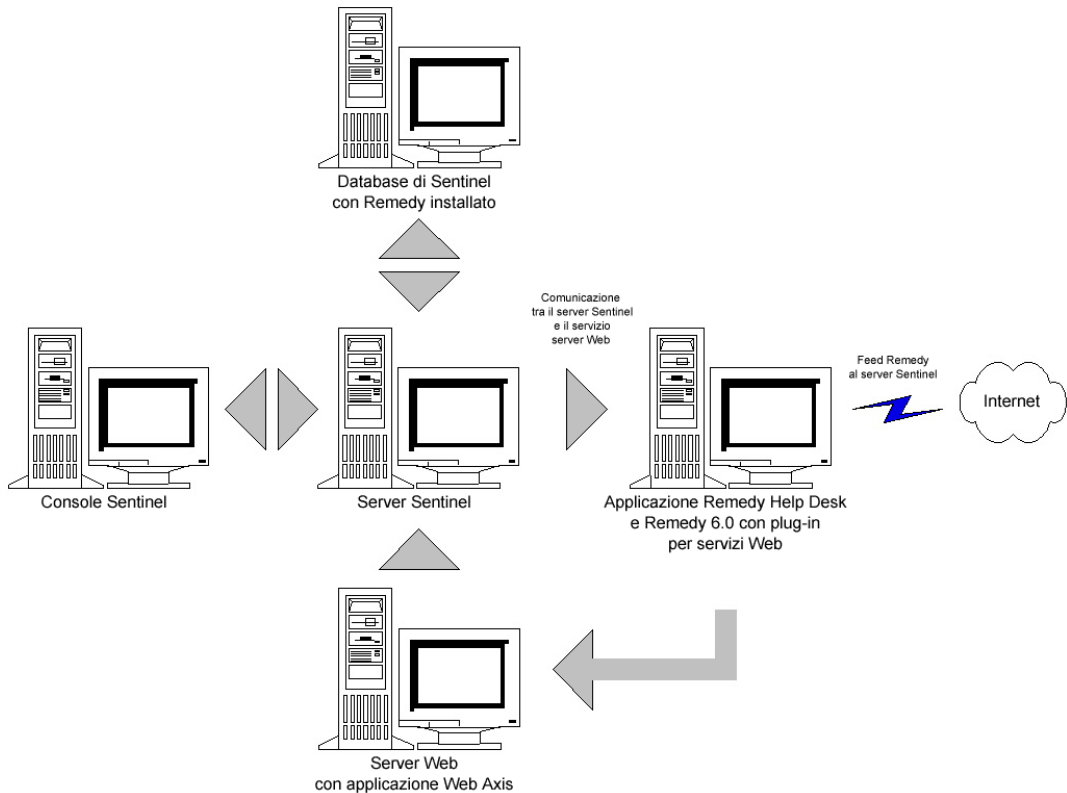 Database di Sentinel
con Remedy installato
Comunicazione
tra il server Sentinel
e il servizio
server Web
Feed Remedy
al server Sentinel
Internet
Console Sentinel
Server Sentinel
Applicazione Remedy Help Desk
e Remedy 6.0 con plug-in
per servizi Web
Server Web
con applicazione Web Axis